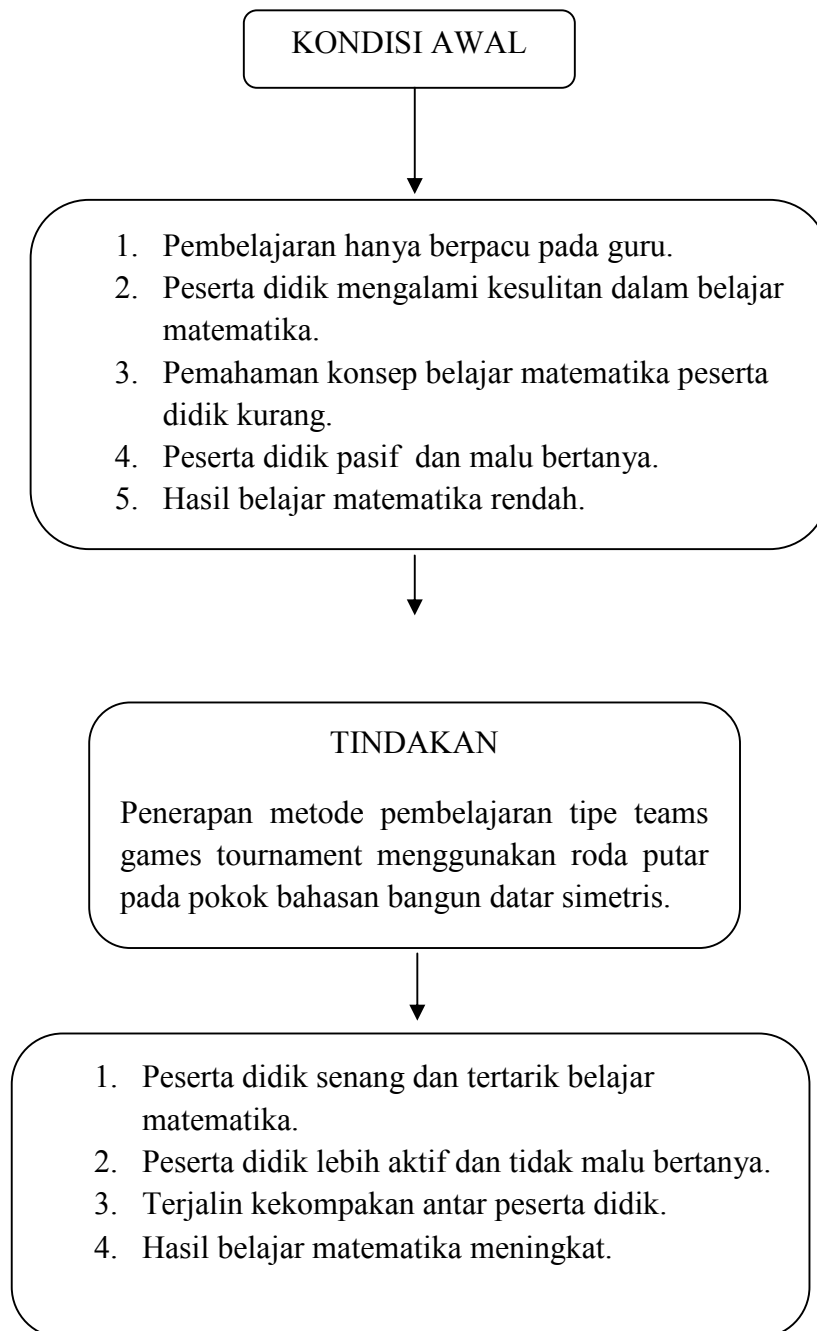 KONDISI AWAL
1. Pembelajaran hanya berpacu pada guru.
2. Peserta didik mengalami kesulitan dalam belajar
matematika.
3. Pemahaman konsep belajar matematika peserta
didik kurang.
4. Peserta didik pasif dan malu bertanya.
5. Hasil belajar matematika rendah.
TINDAKAN
Penerapan metode pembelajaran tipe teams
games tournament menggunakan roda putar
pada pokok bahasan bangun datar simetris.
1. Peserta didik senang dan tertarik belajar
matematika.
2. Peserta didik lebih aktif dan tidak malu bertanya.
3. Terjalin kekompakan antar peserta didik.
4. Hasil belajar matematika meningkat.